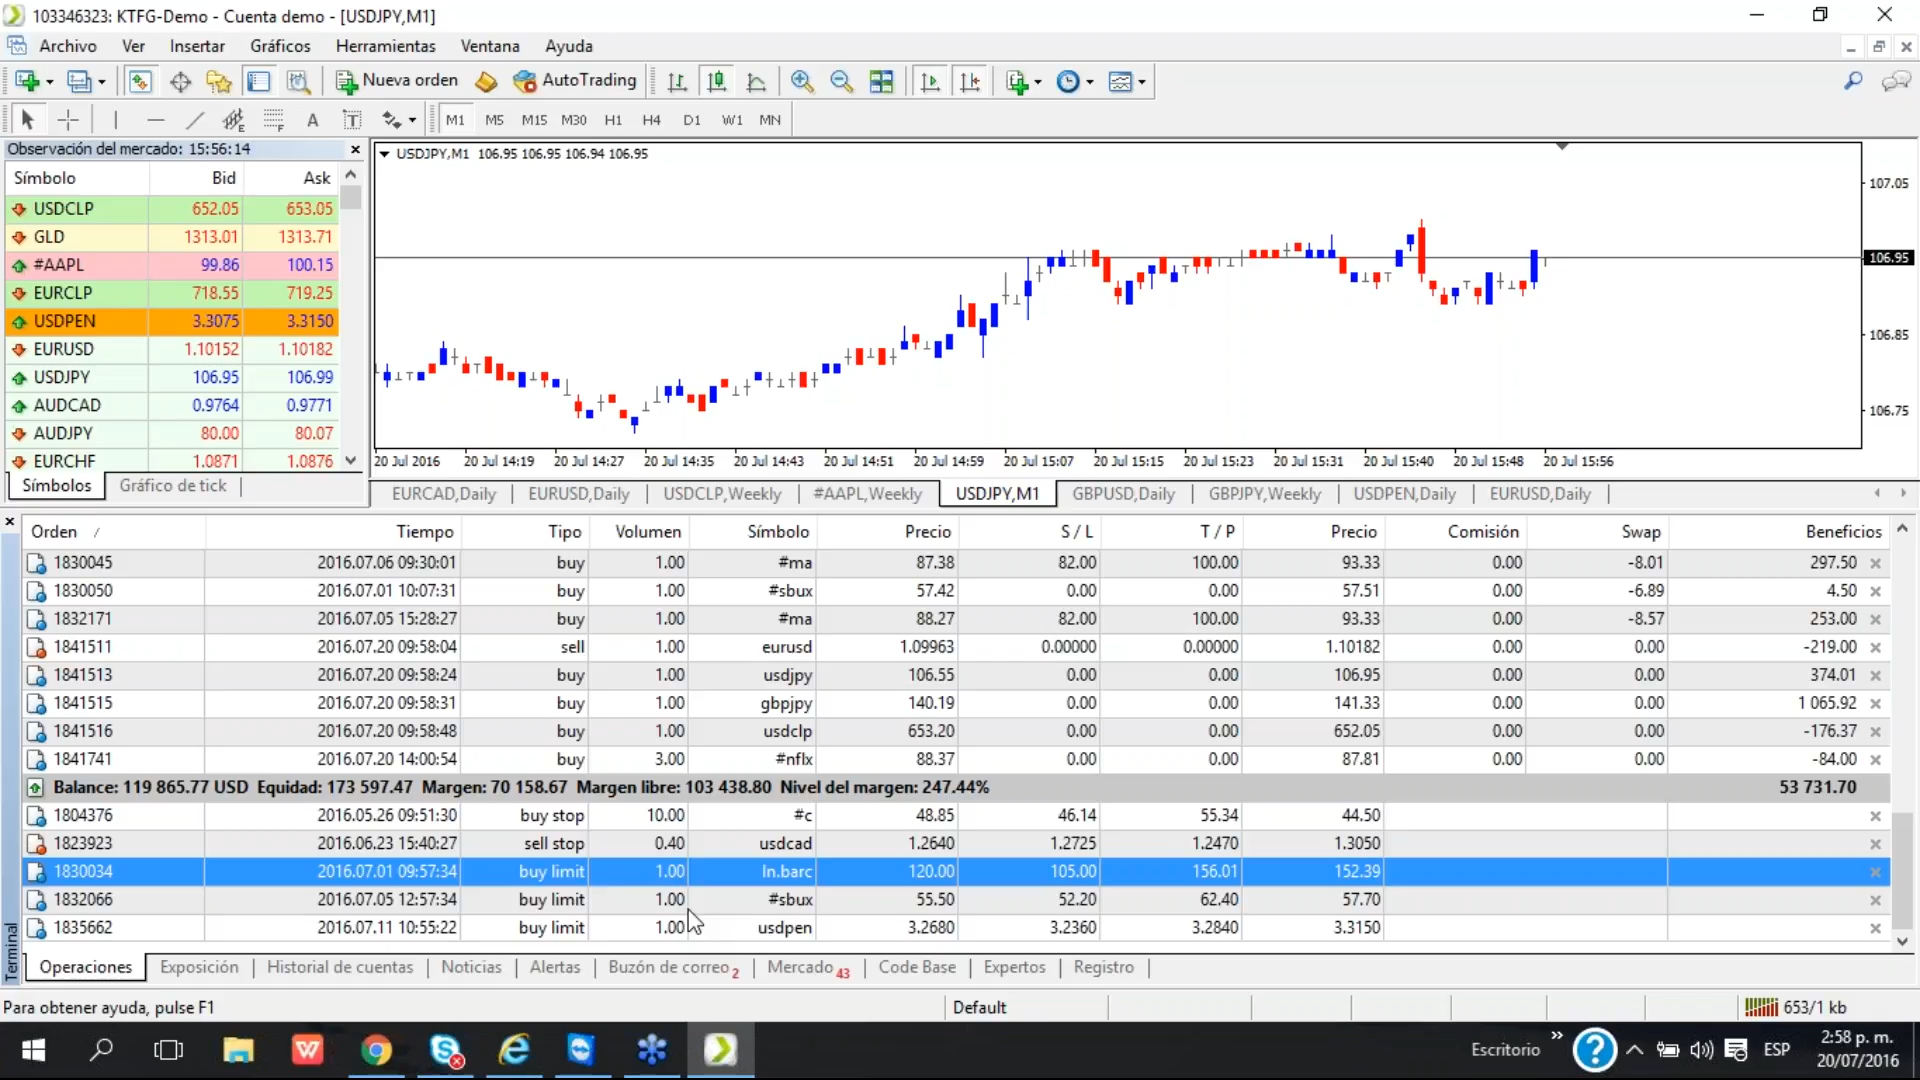 103346323: KTFG-Demo - Cuenta demo - [USDJPY,M1]
Archivo Ver Insertar Gráficos Herramientas Ventana Ayuda
Nueva orden AutoTrading
A T M1 M5 M15 M30 H1 H4 D1 W1 MN
Observación del mercado: 15:56:14
Símbolo Bid Ask
USDCLP 652.05 653.05
GLD 1313.01 1313.71
#AAPL 99.86 100.15
EURCLP 718.55 719.25
USDPEN 3.3075 3.3150
EURUSD 1.10152 1.10182
USDJPY 106.95 106.99
AUDCAD 0.9764 0.9771
AUDJPY 80.00 80.07
EURCHF 1.0871 1.0876
Símbolos Gráfico de tick
USDJPY,M1 106.95 106.95 106.94 106.95
107.05
106.95
106.85
106.75
20 Jul 2016 20 Jul 14:19 20 Jul 14:27 20 Jul 14:35 20 Jul 14:43 20 Jul 14:51 20 Jul 14:59 20 Jul 15:07 20 Jul 15:15 20 Jul 15:23 20 Jul 15:31 20 Jul 15:40 20 Jul 15:48 20 Jul 15:56
EURCAD,Daily EURUSD,Daily USDCLP,Weekly #AAPL,Weekly USDJPY,M1 GBPUSD,Daily GBPJPY,Weekly USDPEN,Daily EURUSD,Daily
Orden / Tiempo Tipo Volumen Símbolo Precio S / L T / P Precio Comisión Swap Beneficios
1830045 2016.07.06 09:30:01 buy 1.00 #ma 87.38 82.00 100.00 93.33 0.00 -8.01 297.50
1830050 2016.07.01 10:07:31 buy 1.00 #sbux 57.42 0.00 0.00 57.51 0.00 -6.89 4.50
1832171 2016.07.05 15:28:27 buy 1.00 #ma 88.27 82.00 100.00 93.33 0.00 -8.57 253.00
1841511 2016.07.20 09:58:04 sell 1.00 eurusd 1.09963 0.00000 0.00000 1.10182 0.00 0.00 -219.00
1841513 2016.07.20 09:58:24 buy 1.00 usdjpy 106.55 0.00 0.00 106.95 0.00 0.00 374.01
1841515 2016.07.20 09:58:31 buy 1.00 gbpjpy 140.19 0.00 0.00 141.33 0.00 0.00 1 065.92
1841516 2016.07.20 09:58:48 buy 1.00 usdclp 653.20 0.00 0.00 652.05 0.00 0.00 -176.37
1841741 2016.07.20 14:00:54 buy 3.00 #nflx 88.37 0.00 0.00 87.81 0.00 0.00 -84.00
Balance: 119 865.77 USD Equidad: 173 597.47 Margen: 70 158.67 Margen libre: 103 438.80 Nivel del margen: 247.44% 53 731.70
1804376 2016.05.26 09:51:30 buy stop 10.00 #c 48.85 46.14 55.34 44.50
1823923 2016.06.23 15:40:27 sell stop 0.40 usdcad 1.2640 1.2725 1.2470 1.3050
1830034 2016.07.01 09:57:34 buy limit 1.00 ln.barc 120.00 105.00 156.01 152.39
1832066 2016.07.05 12:57:34 buy limit 1.00 #sbux 55.50 52.20 62.40 57.70
1835662 2016.07.11 10:55:22 buy limit 1.00 usdpen 3.2680 3.2360 3.2840 3.3150
Terminal
Operaciones Exposición Historial de cuentas Noticias Alertas Buzón de correo 2 Mercado 43 Code Base Expertos Registro
Para obtener ayuda, pulse F1 Default 653/1 kb
Escritorio » ESP 2:58 p. m.
20/07/2016